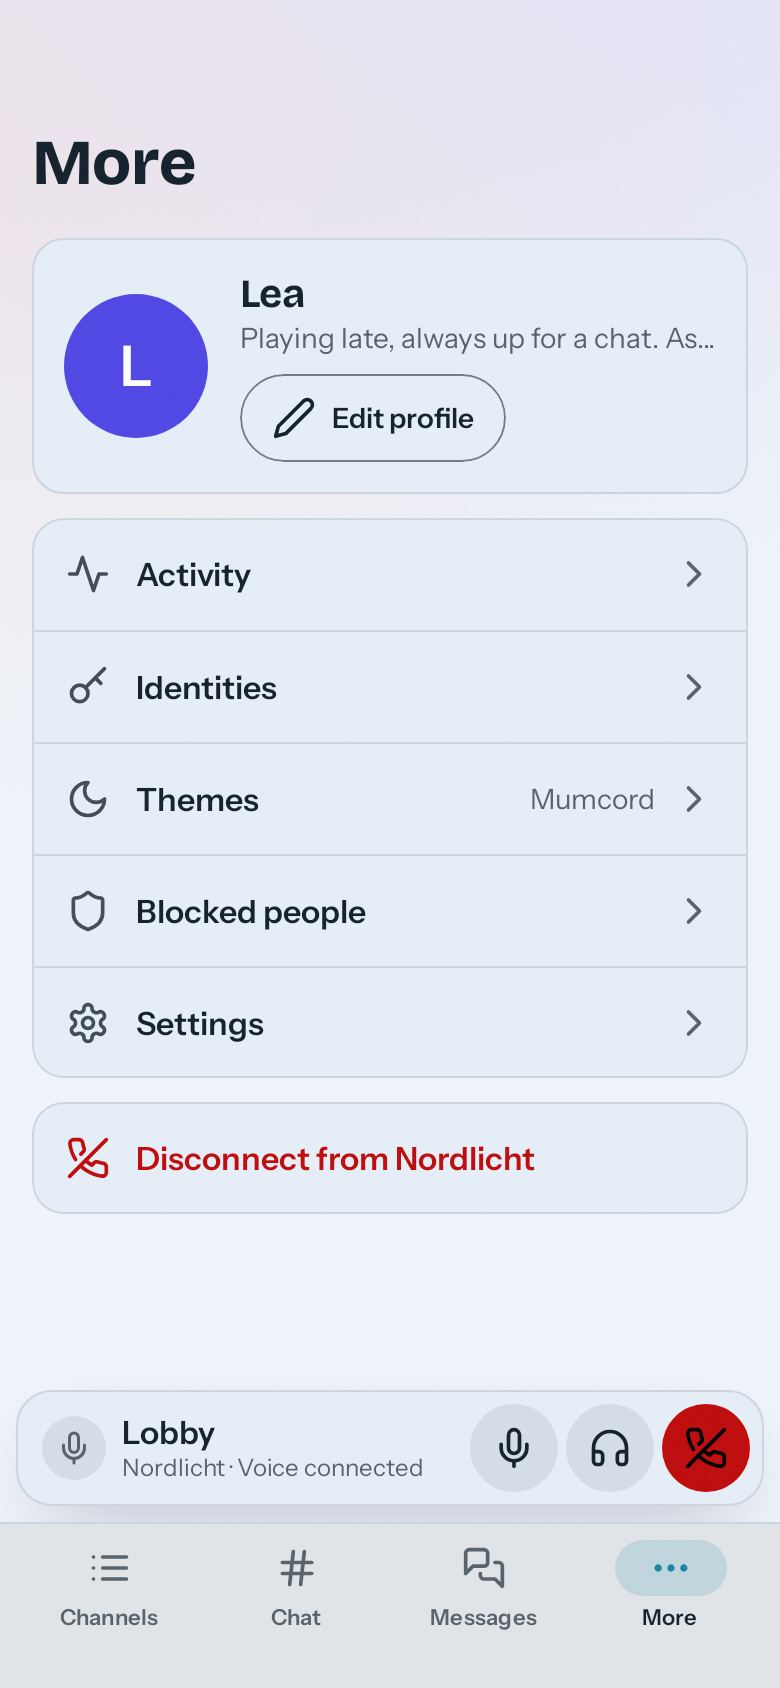 More
L
Lea
Playing late, always up for a chat. As...
Edit profile
Activity
Identities
Themes
Mumcord
Blocked people
Settings
Disconnect from Nordlicht
Lobby
Nordlicht · Voice connected
Channels
Chat
Messages
More